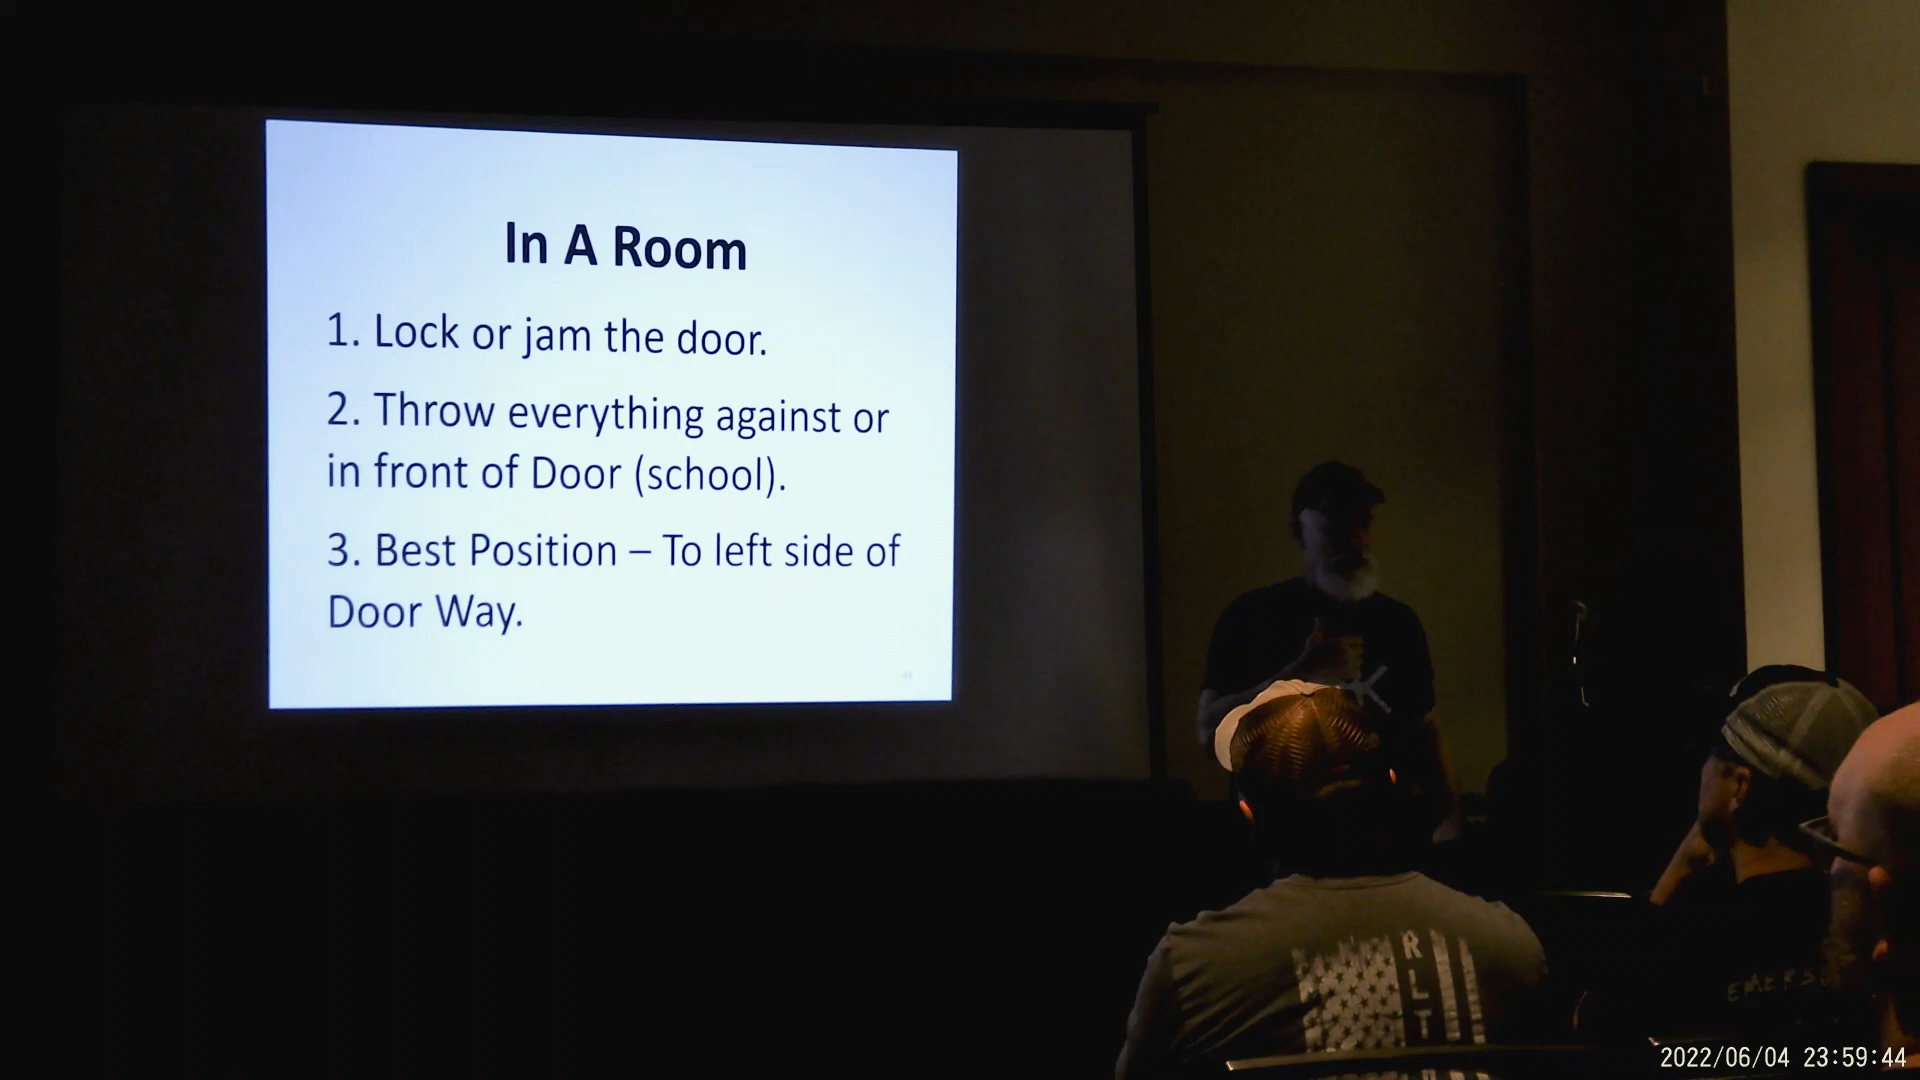 In A Room
1. Lock or jam the door.
2. Throw everything against or
in front of Door (school).
3. Best Position – To left side of
Door Way.
K
R
L
T
EMERS
2022/06/04 23:59:44